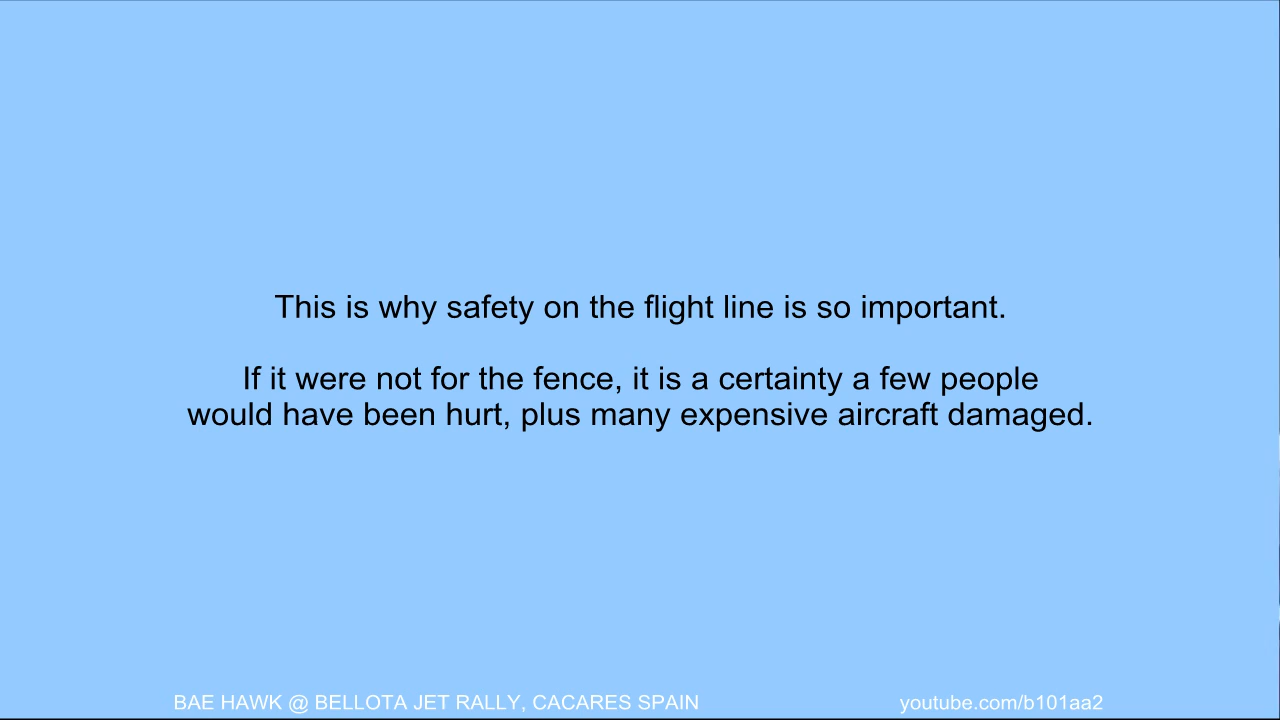 This is why safety on the flight line is so important.
If it were not for the fence, it is a certainty a few people
would have been hurt, plus many expensive aircraft damaged.
BAE HAWK @ BELLOTA JET RALLY, CACARES SPAIN
youtube.com/b101aa2